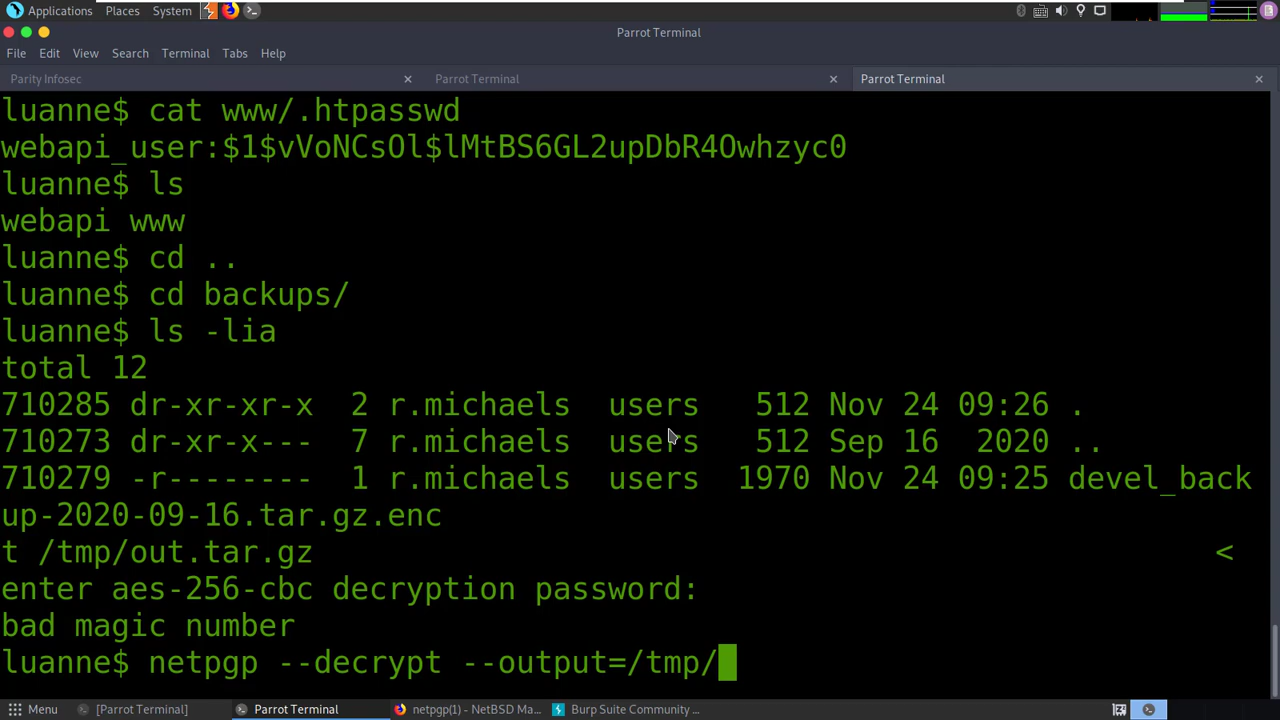 Applications Places System
Parrot Terminal
File Edit View Search Terminal Tabs Help
Parity Infosec × Parrot Terminal × Parrot Terminal ×
luanne$ cat www/.htpasswd
webapi_user:$1$vVoNCsOl$lMtBS6GL2upDbR4Owhzyc0
luanne$ ls
webapi www
luanne$ cd ..
luanne$ cd backups/
luanne$ ls -lia
total 12
710285 dr-xr-xr-x 2 r.michaels users 512 Nov 24 09:26 .
710273 dr-xr-x--- 7 r.michaels users 512 Sep 16 2020 ..
710279 -r-------- 1 r.michaels users 1970 Nov 24 09:25 devel_back
up-2020-09-16.tar.gz.enc
t /tmp/out.tar.gz <
enter aes-256-cbc decryption password:
bad magic number
luanne$ netpgp --decrypt --output=/tmp/
Menu [Parrot Terminal] Parrot Terminal netpgp(1) - NetBSD Ma... Burp Suite Community ...